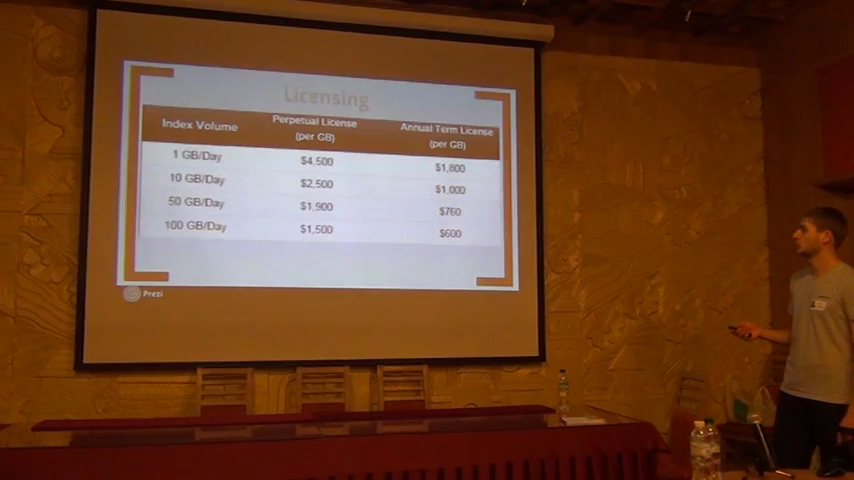 Licensing
Index Volume Perpetual License (per GB) Annual Term License (per GB)
1 GB/Day $4,500 $1,800
10 GB/Day $2,500 $1,000
50 GB/Day $1,900 $760
100 GB/Day $1,500 $600
Prezi